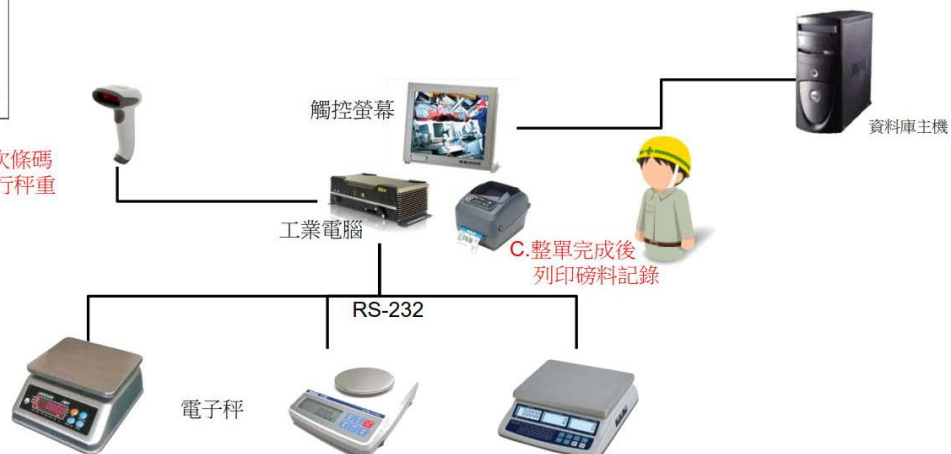 觸控螢幕
資料庫主機
次條碼
行秤重
工業電腦
C.整單完成後
列印磅料記錄
RS-232
電子秤